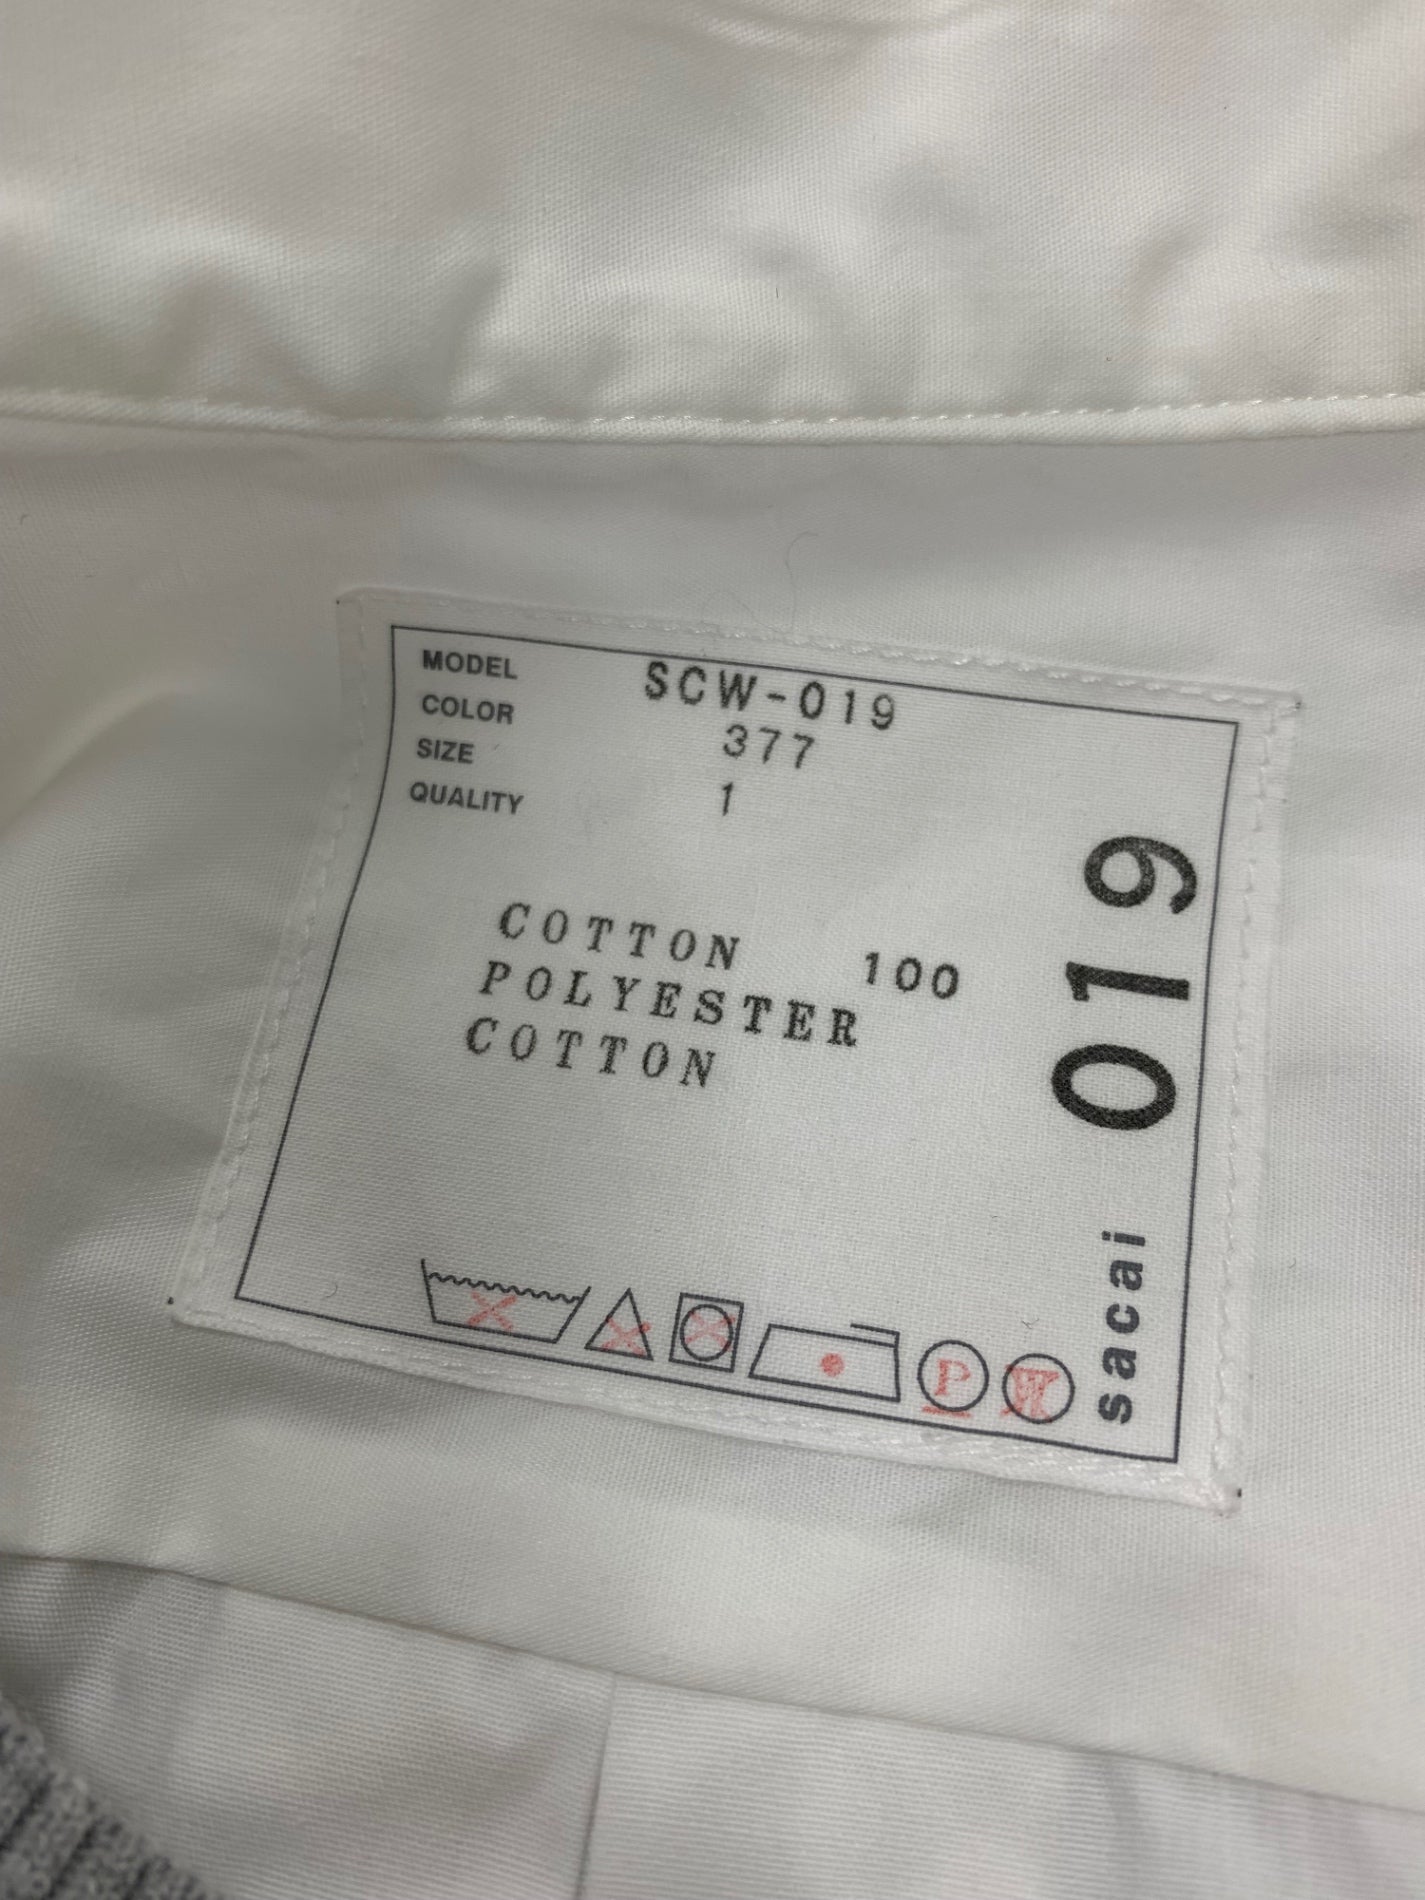 MODEL SCW-019
COLOR 377
SIZE 1
QUALITY
COTTON 100
POLYESTER
COTTON
P
W
sacai 019